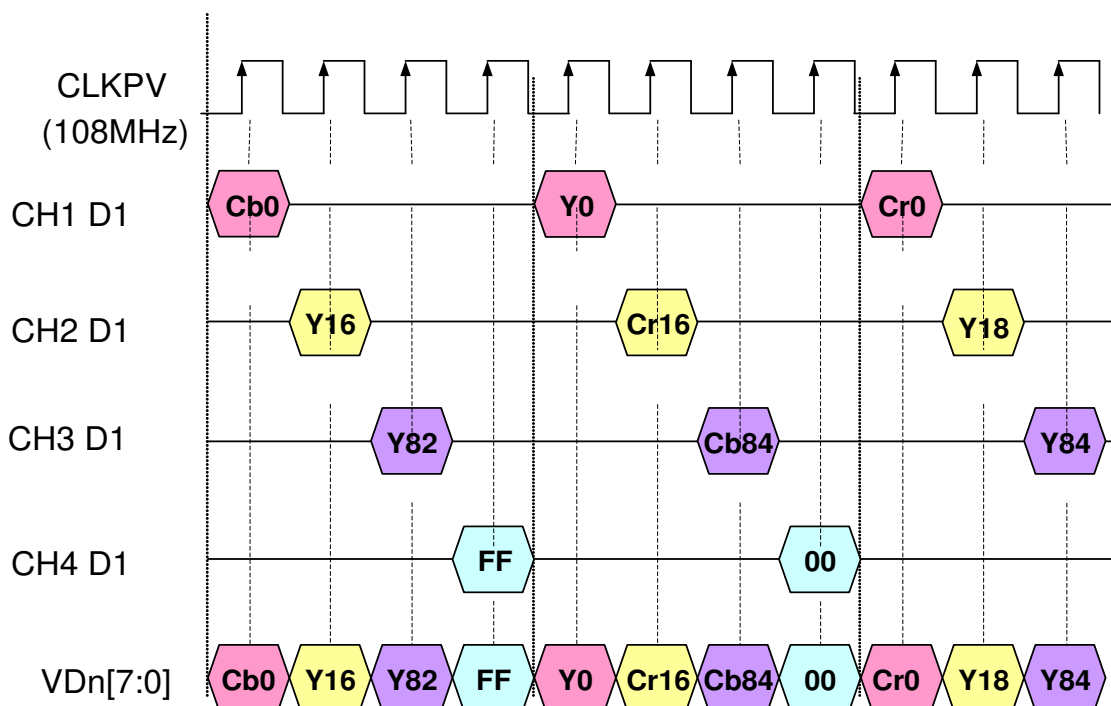 CLKPV
(108MHz)
CH1 D1 Cb0 Y0 Cr0
CH2 D1 Y16 Cr16 Y18
CH3 D1 Y82 Cb84 Y84
CH4 D1 FF 00
VDn[7:0] Cb0 Y16 Y82 FF Y0 Cr16 Cb84 00 Cr0 Y18 Y84